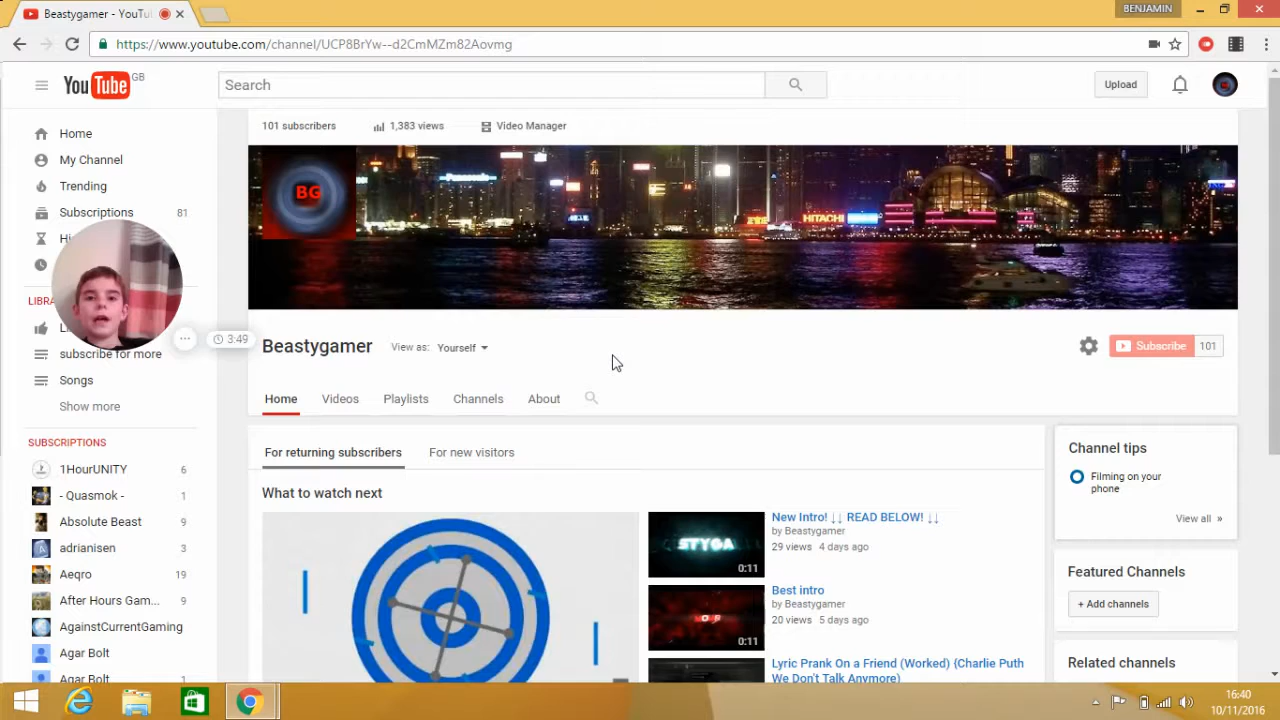 Beastygamer - YouTu
BENJAMIN
https://www.youtube.com/channel/UCP8BrYw--d2CmMZm82Aovmg
YouTube GB
Search
Upload
Home
My Channel
Trending
Subscriptions 81
Hi
LIBR
L
subscribe for more
Songs
Show more
3:49
SUBSCRIPTIONS
1HourUNITY 6
- Quasmok - 1
Absolute Beast 9
adrianisen 3
Aeqro 19
After Hours Gam... 9
AgainstCurrentGaming
Agar Bolt
Agar Bolt 1
101 subscribers 1,383 views Video Manager
BG
Panasonic
HITACHI
Beastygamer View as: Yourself
Subscribe 101
Home Videos Playlists Channels About
For returning subscribers For new visitors
What to watch next
STYGA
0:11
New Intro! ↓↓ READ BELOW! ↓↓
by Beastygamer
29 views 4 days ago
0:11
Best intro
by Beastygamer
20 views 5 days ago
Lyric Prank On a Friend (Worked) {Charlie Puth
We Don't Talk Anymore)
Channel tips
Filming on your
phone
View all »
Featured Channels
+ Add channels
Related channels
16:40
10/11/2016